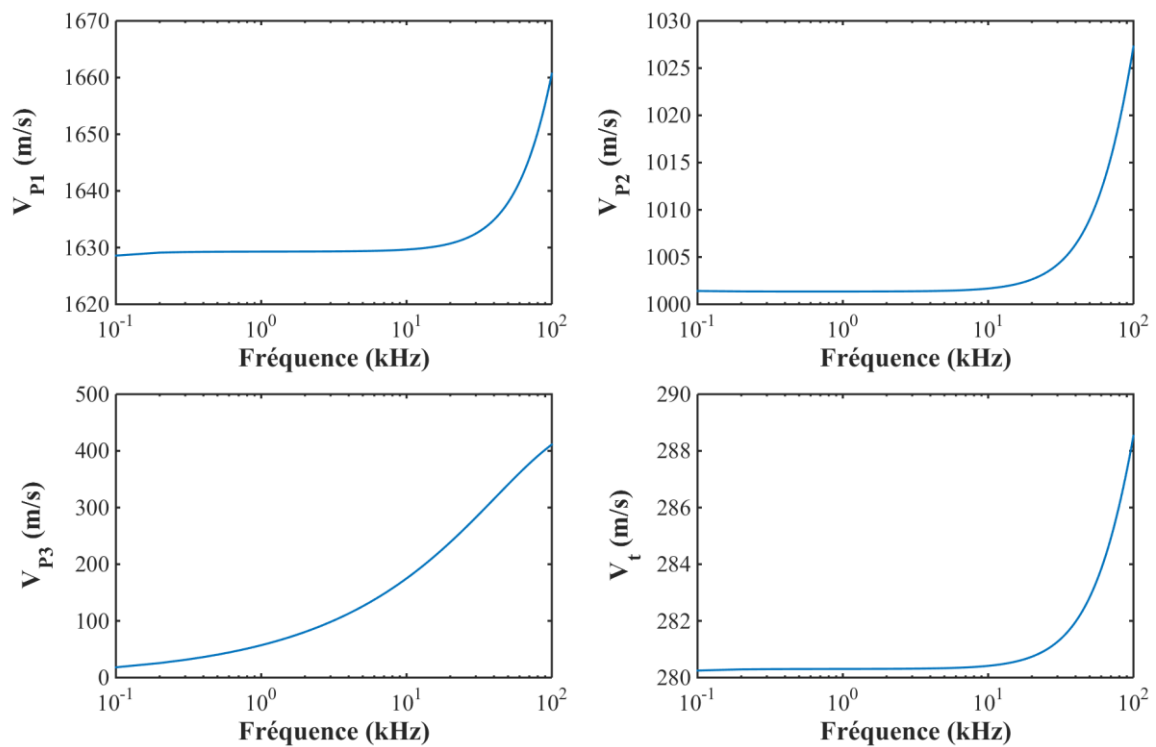 1670
1660
1650
1640
1630
1620
V_P1 (m/s)
10^-1 10^0 10^1 10^2
Fréquence (kHz)
1030
1025
1020
1015
1010
1005
1000
V_P2 (m/s)
10^-1 10^0 10^1 10^2
Fréquence (kHz)
500
400
300
200
100
0
V_P3 (m/s)
10^-1 10^0 10^1 10^2
Fréquence (kHz)
290
288
286
284
282
280
V_t (m/s)
10^-1 10^0 10^1 10^2
Fréquence (kHz)